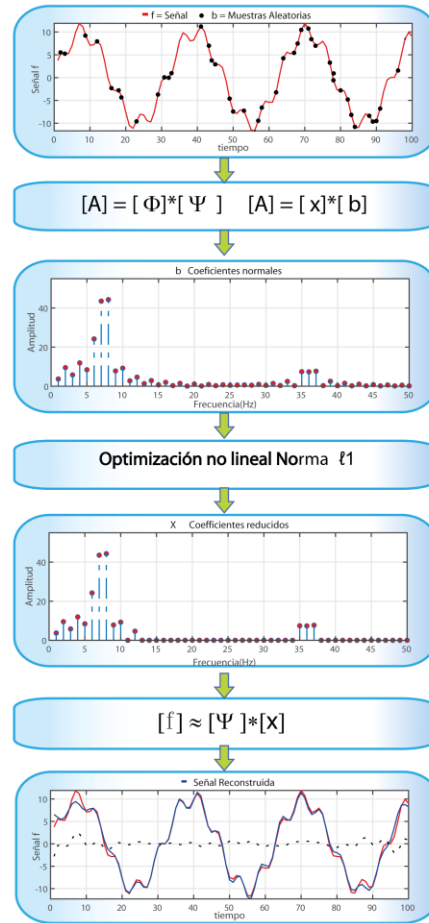 f = Señal b = Muestras Aleatorias
Señal f
10
5
0
-5
-10
0 10 20 30 40 50 60 70 80 90 100
tiempo
[A] = [Φ]*[Ψ ] [A] = [x]*[b]
b Coeficientes normales
Amplitud
40
20
0
0 5 10 15 20 25 30 35 40 45 50
Frecuencia(Hz)
Optimización no lineal Norma ℓ1
X Coefficientes reducidos
Amplitud
40
20
0
0 5 10 15 20 25 30 35 40 45 50
Frecuencia(Hz)
[f] ≈ [Ψ ]*[x]
Señal Reconstruida
Señal f
10
5
0
-5
-10
0 10 20 30 40 50 60 70 80 90 100
tiempo